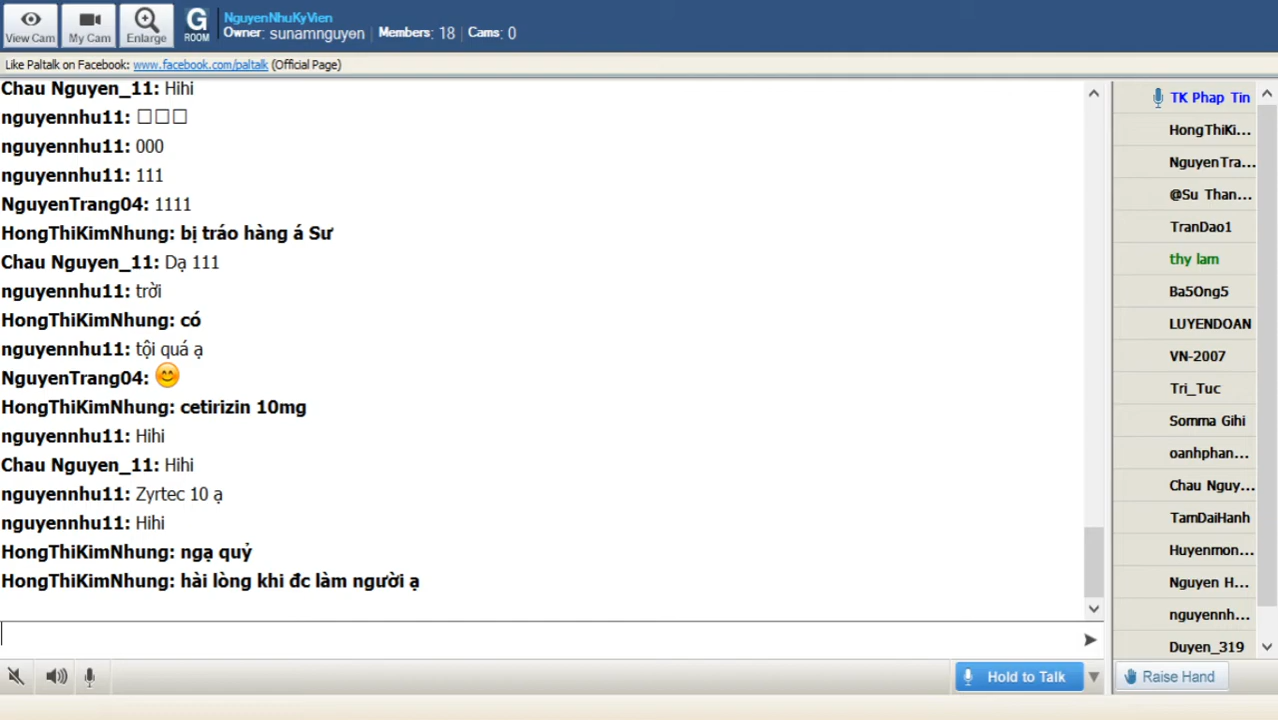 View Cam
My Cam
Enlarge
G
ROOM
NguyenNhuKyVien
Owner: sunamnguyen | Members: 18 | Cams: 0
Like Paltalk on Facebook: www.facebook.com/paltalk (Official Page)
Chau Nguyen_11: Hihi
nguyennhu11: □□□
nguyennhu11: 000
nguyennhu11: 111
NguyenTrang04: 1111
HongThiKimNhung: bị tráo hàng á Sư
Chau Nguyen_11: Dạ 111
nguyennhu11: trời
HongThiKimNhung: có
nguyennhu11: tội quá ạ
NguyenTrang04: 😊
HongThiKimNhung: cetirizin 10mg
nguyennhu11: Hihi
Chau Nguyen_11: Hihi
nguyennhu11: Zyrtec 10 ạ
nguyennhu11: Hihi
HongThiKimNhung: ngạ quỷ
HongThiKimNhung: hài lòng khi đc làm người ạ
Hold to Talk
TK Phap Tin
HongThiKi...
NguyenTra...
@Su Than...
TranDao1
thy lam
Ba5Ong5
LUYENDOAN
VN-2007
Tri_Tuc
Somma Gihi
oanhphan...
Chau Nguy...
TamDaiHanh
Huyenmon...
Nguyen H...
nguyennh...
Duyen_319
Raise Hand